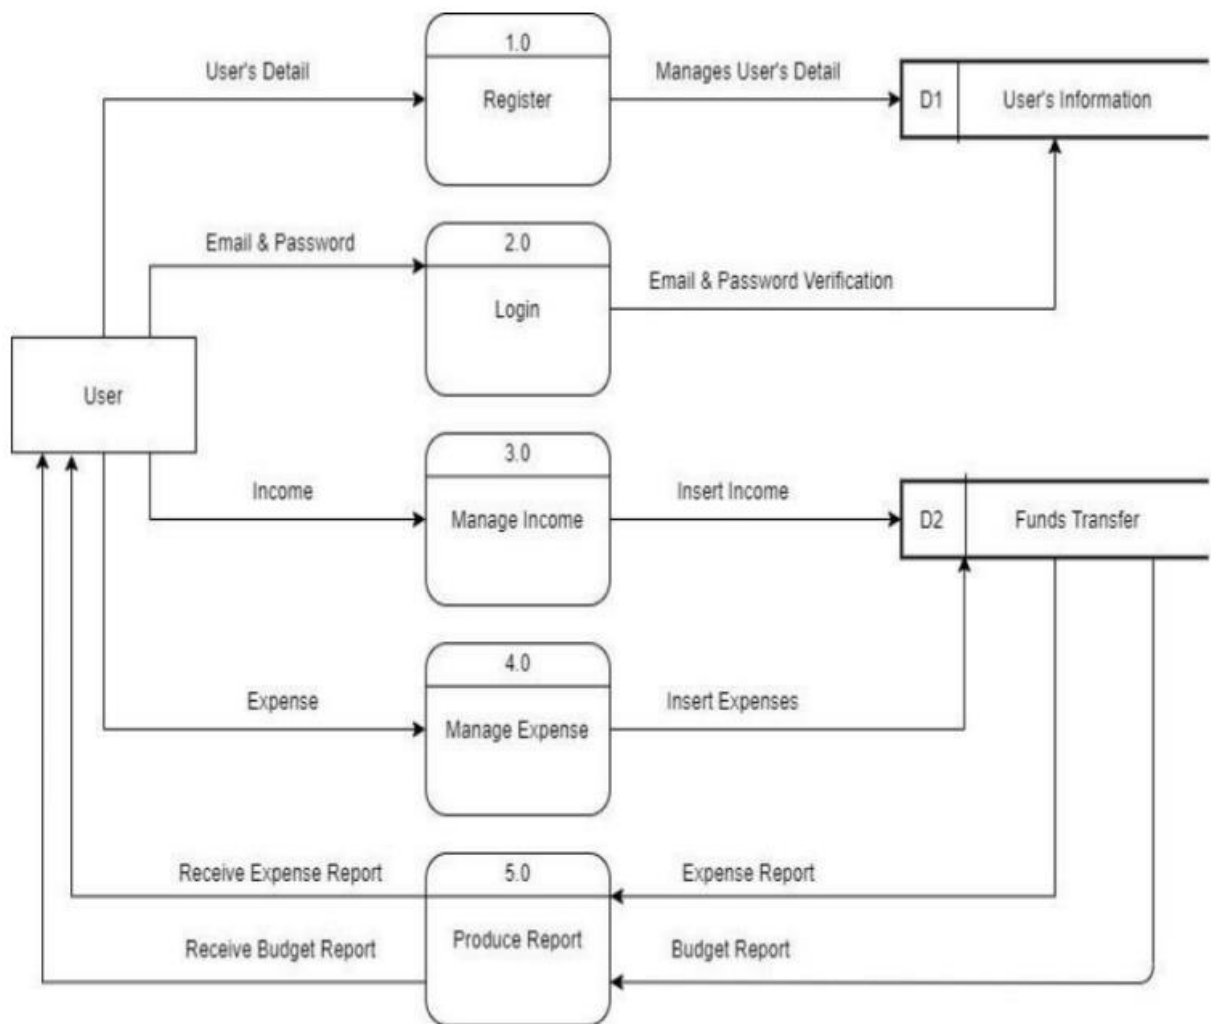 1.0
User's Detail
Manages User's Detail
Register
D1
User's Information
Email & Password
2.0
Email & Password Verification
Login
User
3.0
Income
Insert Income
Manage Income
D2
Funds Transfer
4.0
Expense
Insert Expenses
Manage Expense
Receive Expense Report
5.0
Expense Report
Produce Report
Receive Budget Report
Budget Report